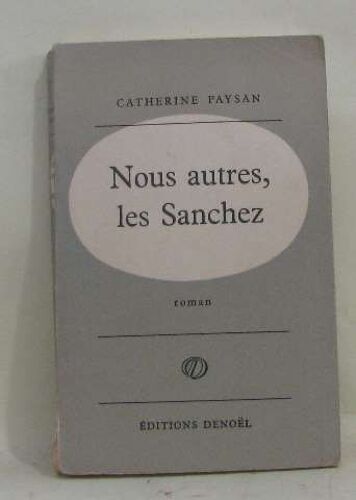 CATHERINE PAYSAN
Nous autres,
les Sanchez
roman
ÉDITIONS DENOËL